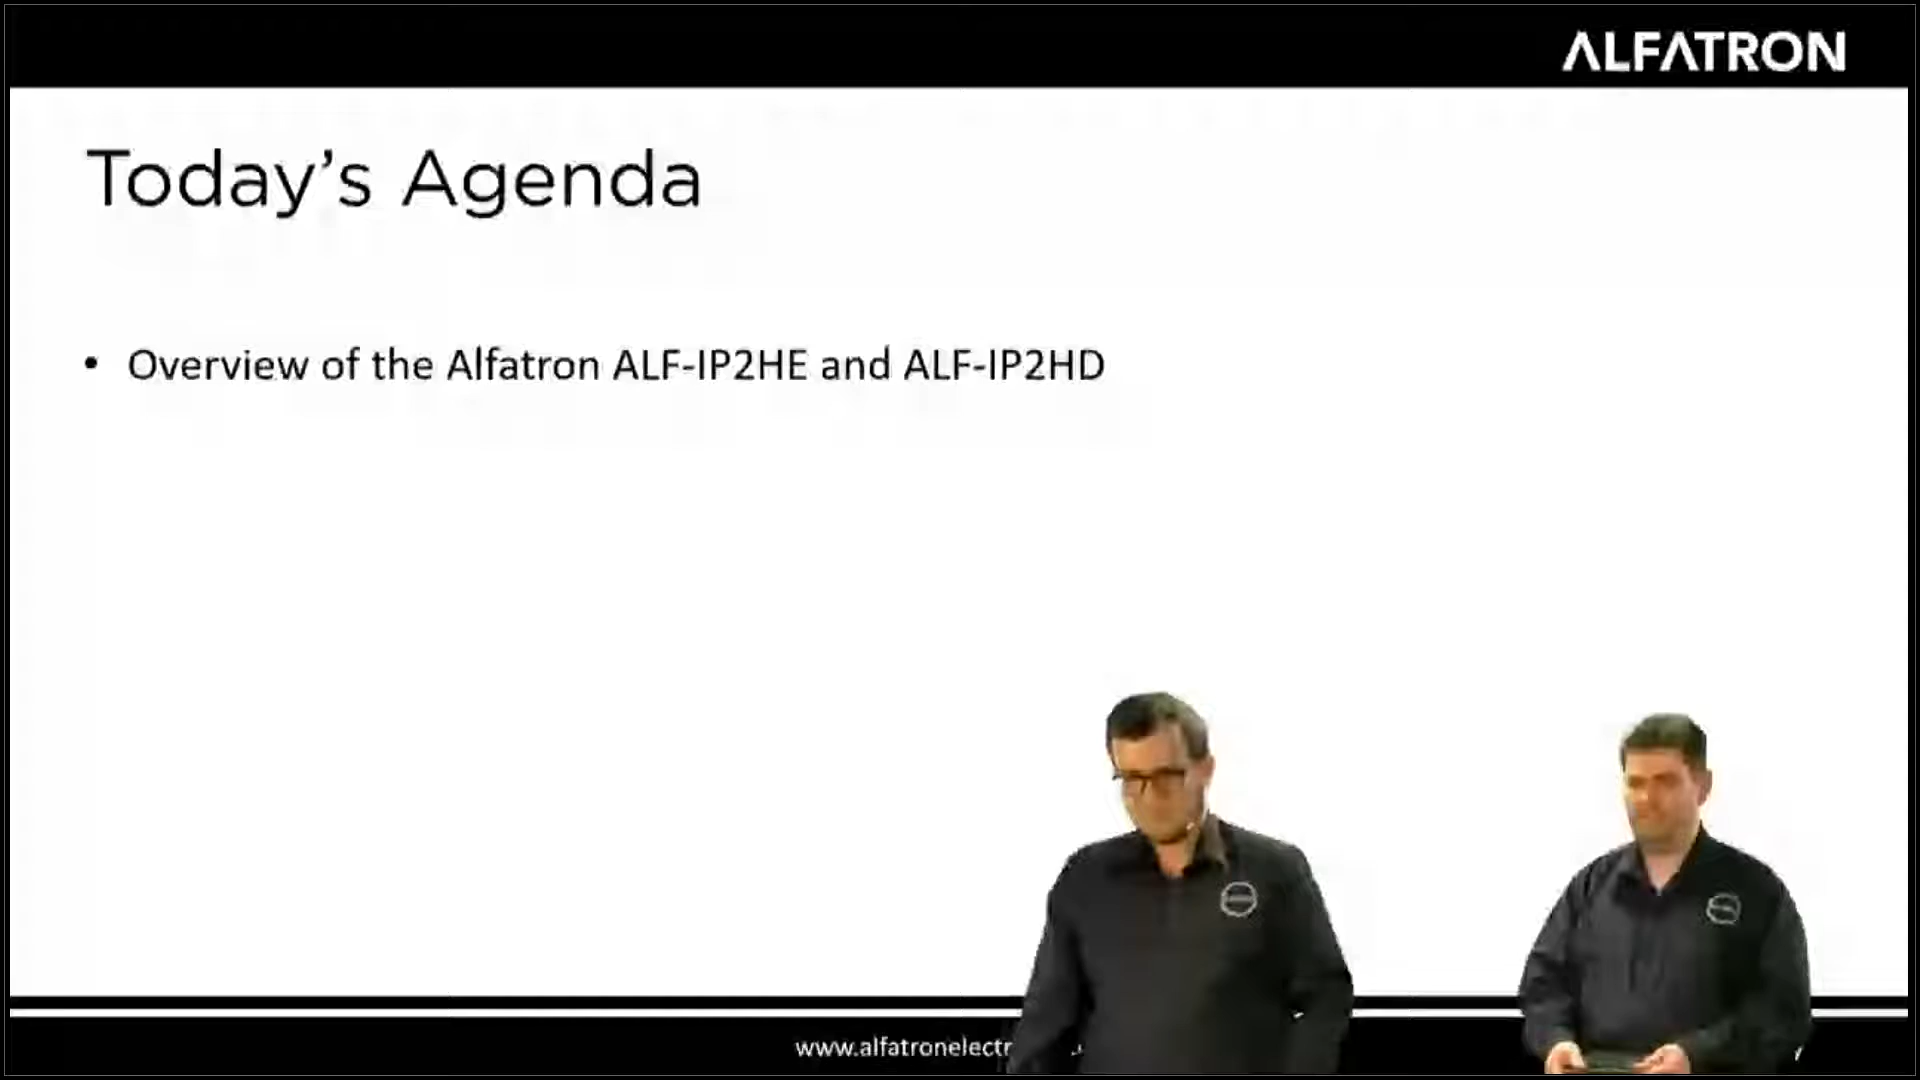 ALFATRON
Today's Agenda
• Overview of the Alfatron ALF-IP2HE and ALF-IP2HD
www.alfatronelectr